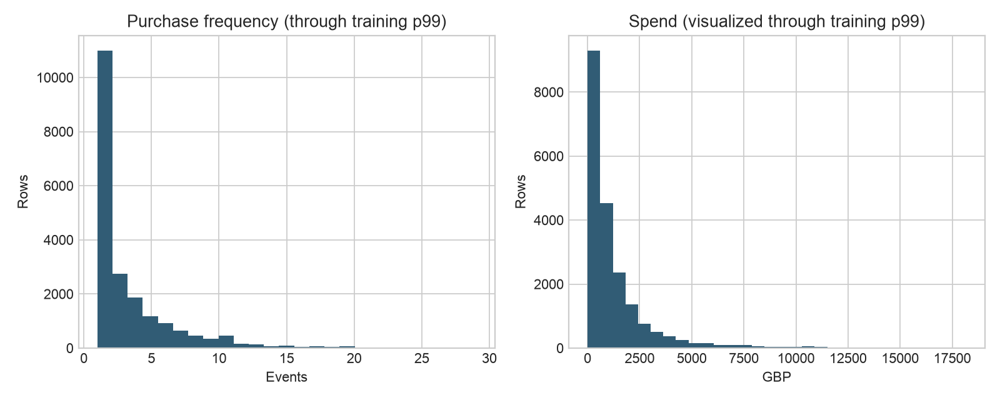 Purchase frequency (through training p99)
10000
8000
6000
4000
2000
0
Rows
0 5 10 15 20 25 30
Events
Spend (visualized through training p99)
8000
6000
4000
2000
0
Rows
0 2500 5000 7500 10000 12500 15000 17500
GBP